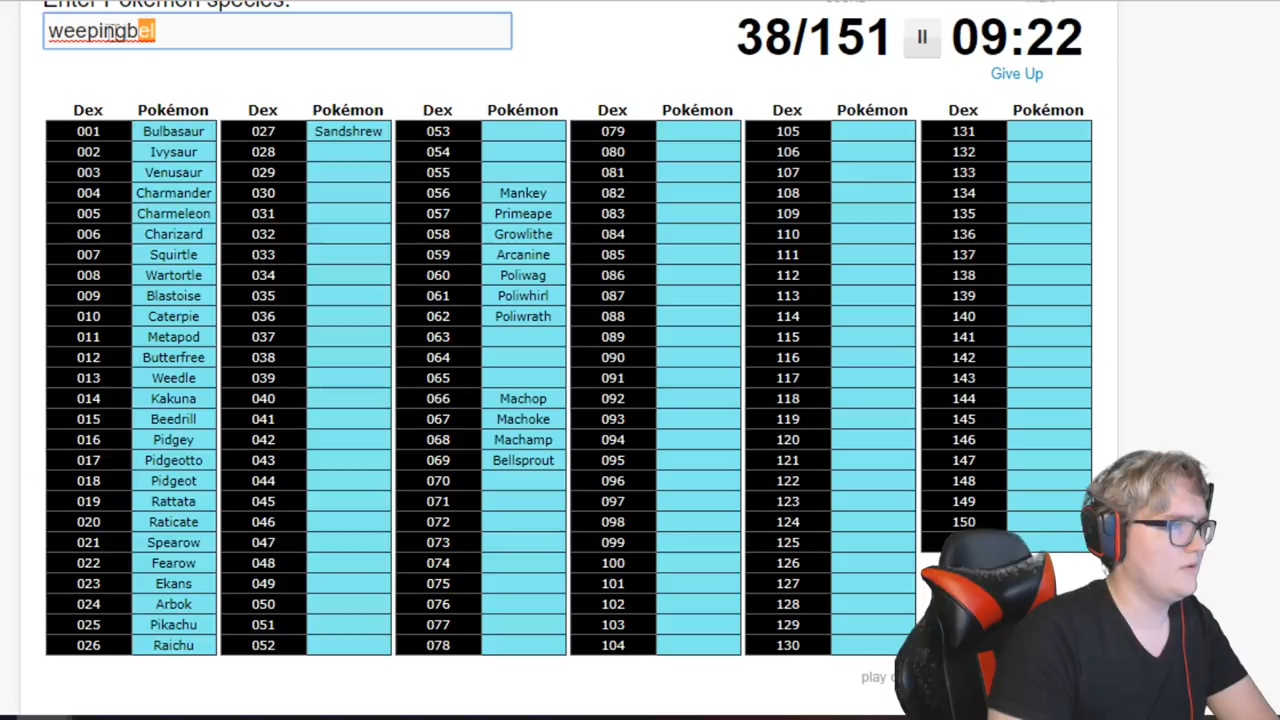 Enter Pokémon species:
weepingbel
38/151
09:22
Give Up
Dex Pokémon Dex Pokémon Dex Pokémon Dex Pokémon Dex Pokémon Dex Pokémon
001 Bulbasaur 027 Sandshrew 053 079 105 131
002 Ivysaur 028 054 080 106 132
003 Venusaur 029 055 081 107 133
004 Charmander 030 056 Mankey 082 108 134
005 Charmeleon 031 057 Primeape 083 109 135
006 Charizard 032 058 Growlithe 084 110 136
007 Squirtle 033 059 Arcanine 085 111 137
008 Wartortle 034 060 Poliwag 086 112 138
009 Blastoise 035 061 Poliwhirl 087 113 139
010 Caterpie 036 062 Poliwrath 088 114 140
011 Metapod 037 063 089 115 141
012 Butterfree 038 064 090 116 142
013 Weedle 039 065 091 117 143
014 Kakuna 040 066 Machop 092 118 144
015 Beedrill 041 067 Machoke 093 119 145
016 Pidgey 042 068 Machamp 094 120 146
017 Pidgeotto 043 069 Bellsprout 095 121 147
018 Pidgeot 044 070 096 122 148
019 Rattata 045 071 097 123 149
020 Raticate 046 072 098 124 150
021 Spearow 047 073 099 125
022 Fearow 048 074 100 126
023 Ekans 049 075 101 127
024 Arbok 050 076 102 128
025 Pikachu 051 077 103 129
026 Raichu 052 078 104 130
play